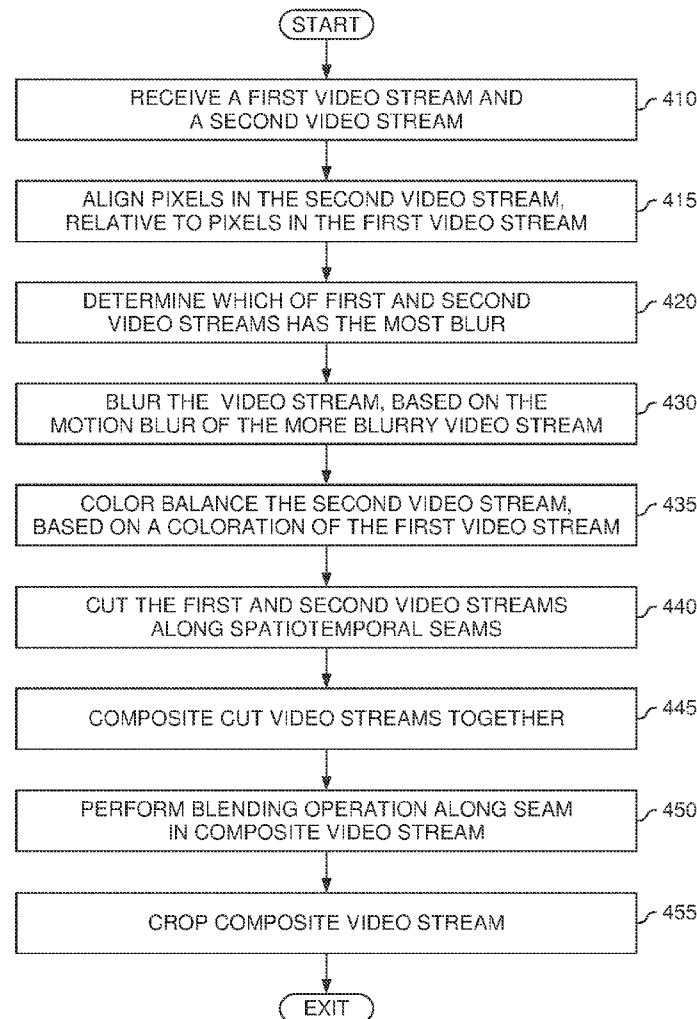 START
RECEIVE A FIRST VIDEO STREAM AND
A SECOND VIDEO STREAM
410
ALIGN PIXELS IN THE SECOND VIDEO STREAM,
RELATIVE TO PIXELS IN THE FIRST VIDEO STREAM
415
DETERMINE WHICH OF FIRST AND SECOND
VIDEO STREAMS HAS THE MOST BLUR
420
BLUR THE VIDEO STREAM, BASED ON THE
MOTION BLUR OF THE MORE BLURRY VIDEO STREAM
430
COLOR BALANCE THE SECOND VIDEO STREAM,
BASED ON A COLORATION OF THE FIRST VIDEO STREAM
435
CUT THE FIRST AND SECOND VIDEO STREAMS
ALONG SPATIOTEMPORAL SEAMS
440
COMPOSITE CUT VIDEO STREAMS TOGETHER
445
PERFORM BLENDING OPERATION ALONG SEAM
IN COMPOSITE VIDEO STREAM
450
CROP COMPOSITE VIDEO STREAM
455
EXIT